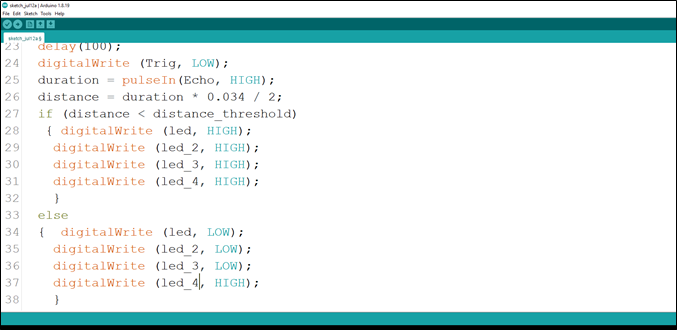 sketch_jul12a | Arduino 1.8.19
File Edit Sketch Tools Help
sketch_jul12a §
23 delay(100);
24 digitalWrite (Trig, LOW);
25 duration = pulseIn(Echo, HIGH);
26 distance = duration * 0.034 / 2;
27 if (distance < distance_threshold)
28 { digitalWrite (led, HIGH);
29 digitalWrite (led_2, HIGH);
30 digitalWrite (led_3, HIGH);
31 digitalWrite (led_4, HIGH);
32 }
33 else
34 { digitalWrite (led, LOW);
35 digitalWrite (led_2, LOW);
36 digitalWrite (led_3, LOW);
37 digitalWrite (led_4, HIGH);
38 }